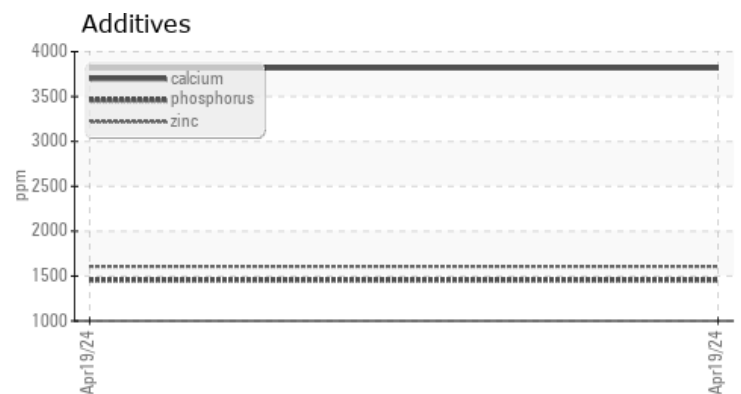 Additives
4000
3500
3000
2500
2000
1500
1000
ppm
calcium
phosphorus
zinc
Apr19/24
Apr19/24